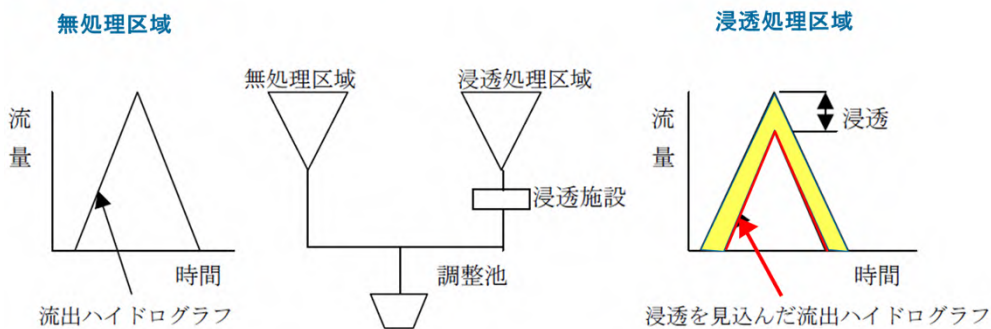 無処理区域
流量
時間
流出ハイドログラフ
無処理区域
浸透処理区域
浸透施設
調整池
浸透処理区域
流量
浸透
時間
浸透を見込んだ流出ハイドログラフ